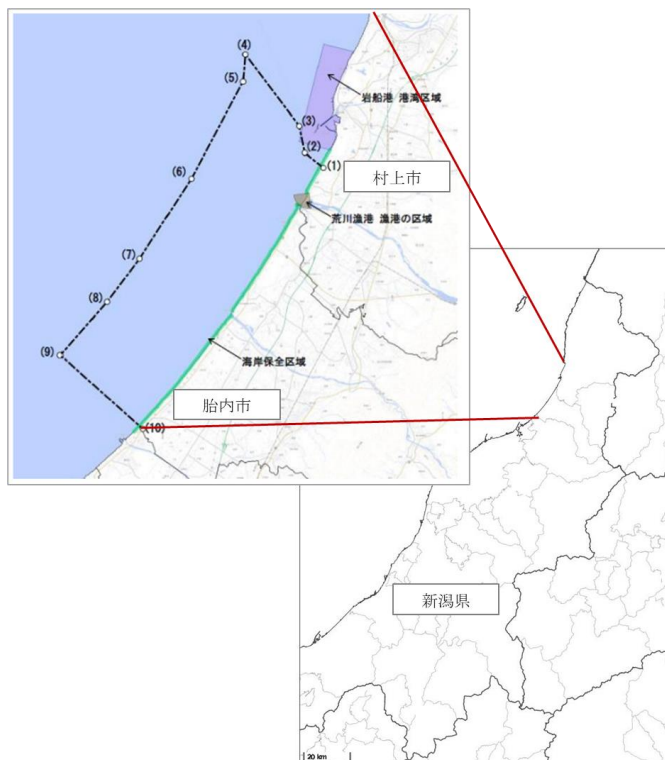 (4)
(5)
岩船港 港湾区域
(3)
(2)
(1)
村上市
(6)
荒川漁港 漁港の区域
(7)
(8)
(9)
海岸保全区域
胎内市
(10)
新潟県
20 km